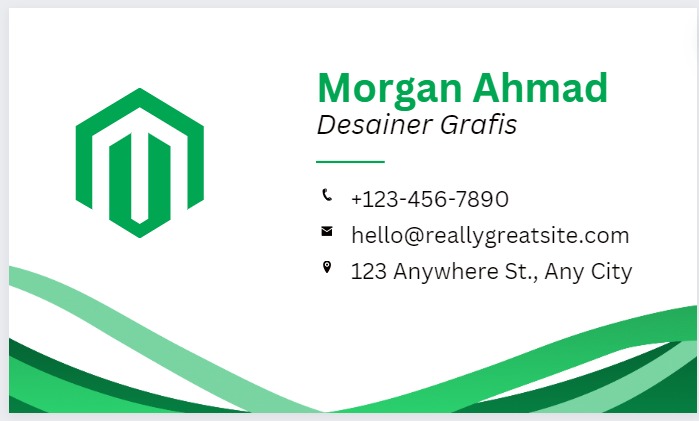 Morgan Ahmad
Desainer Grafis
+123-456-7890
hello@reallygreatsite.com
123 Anywhere St., Any City